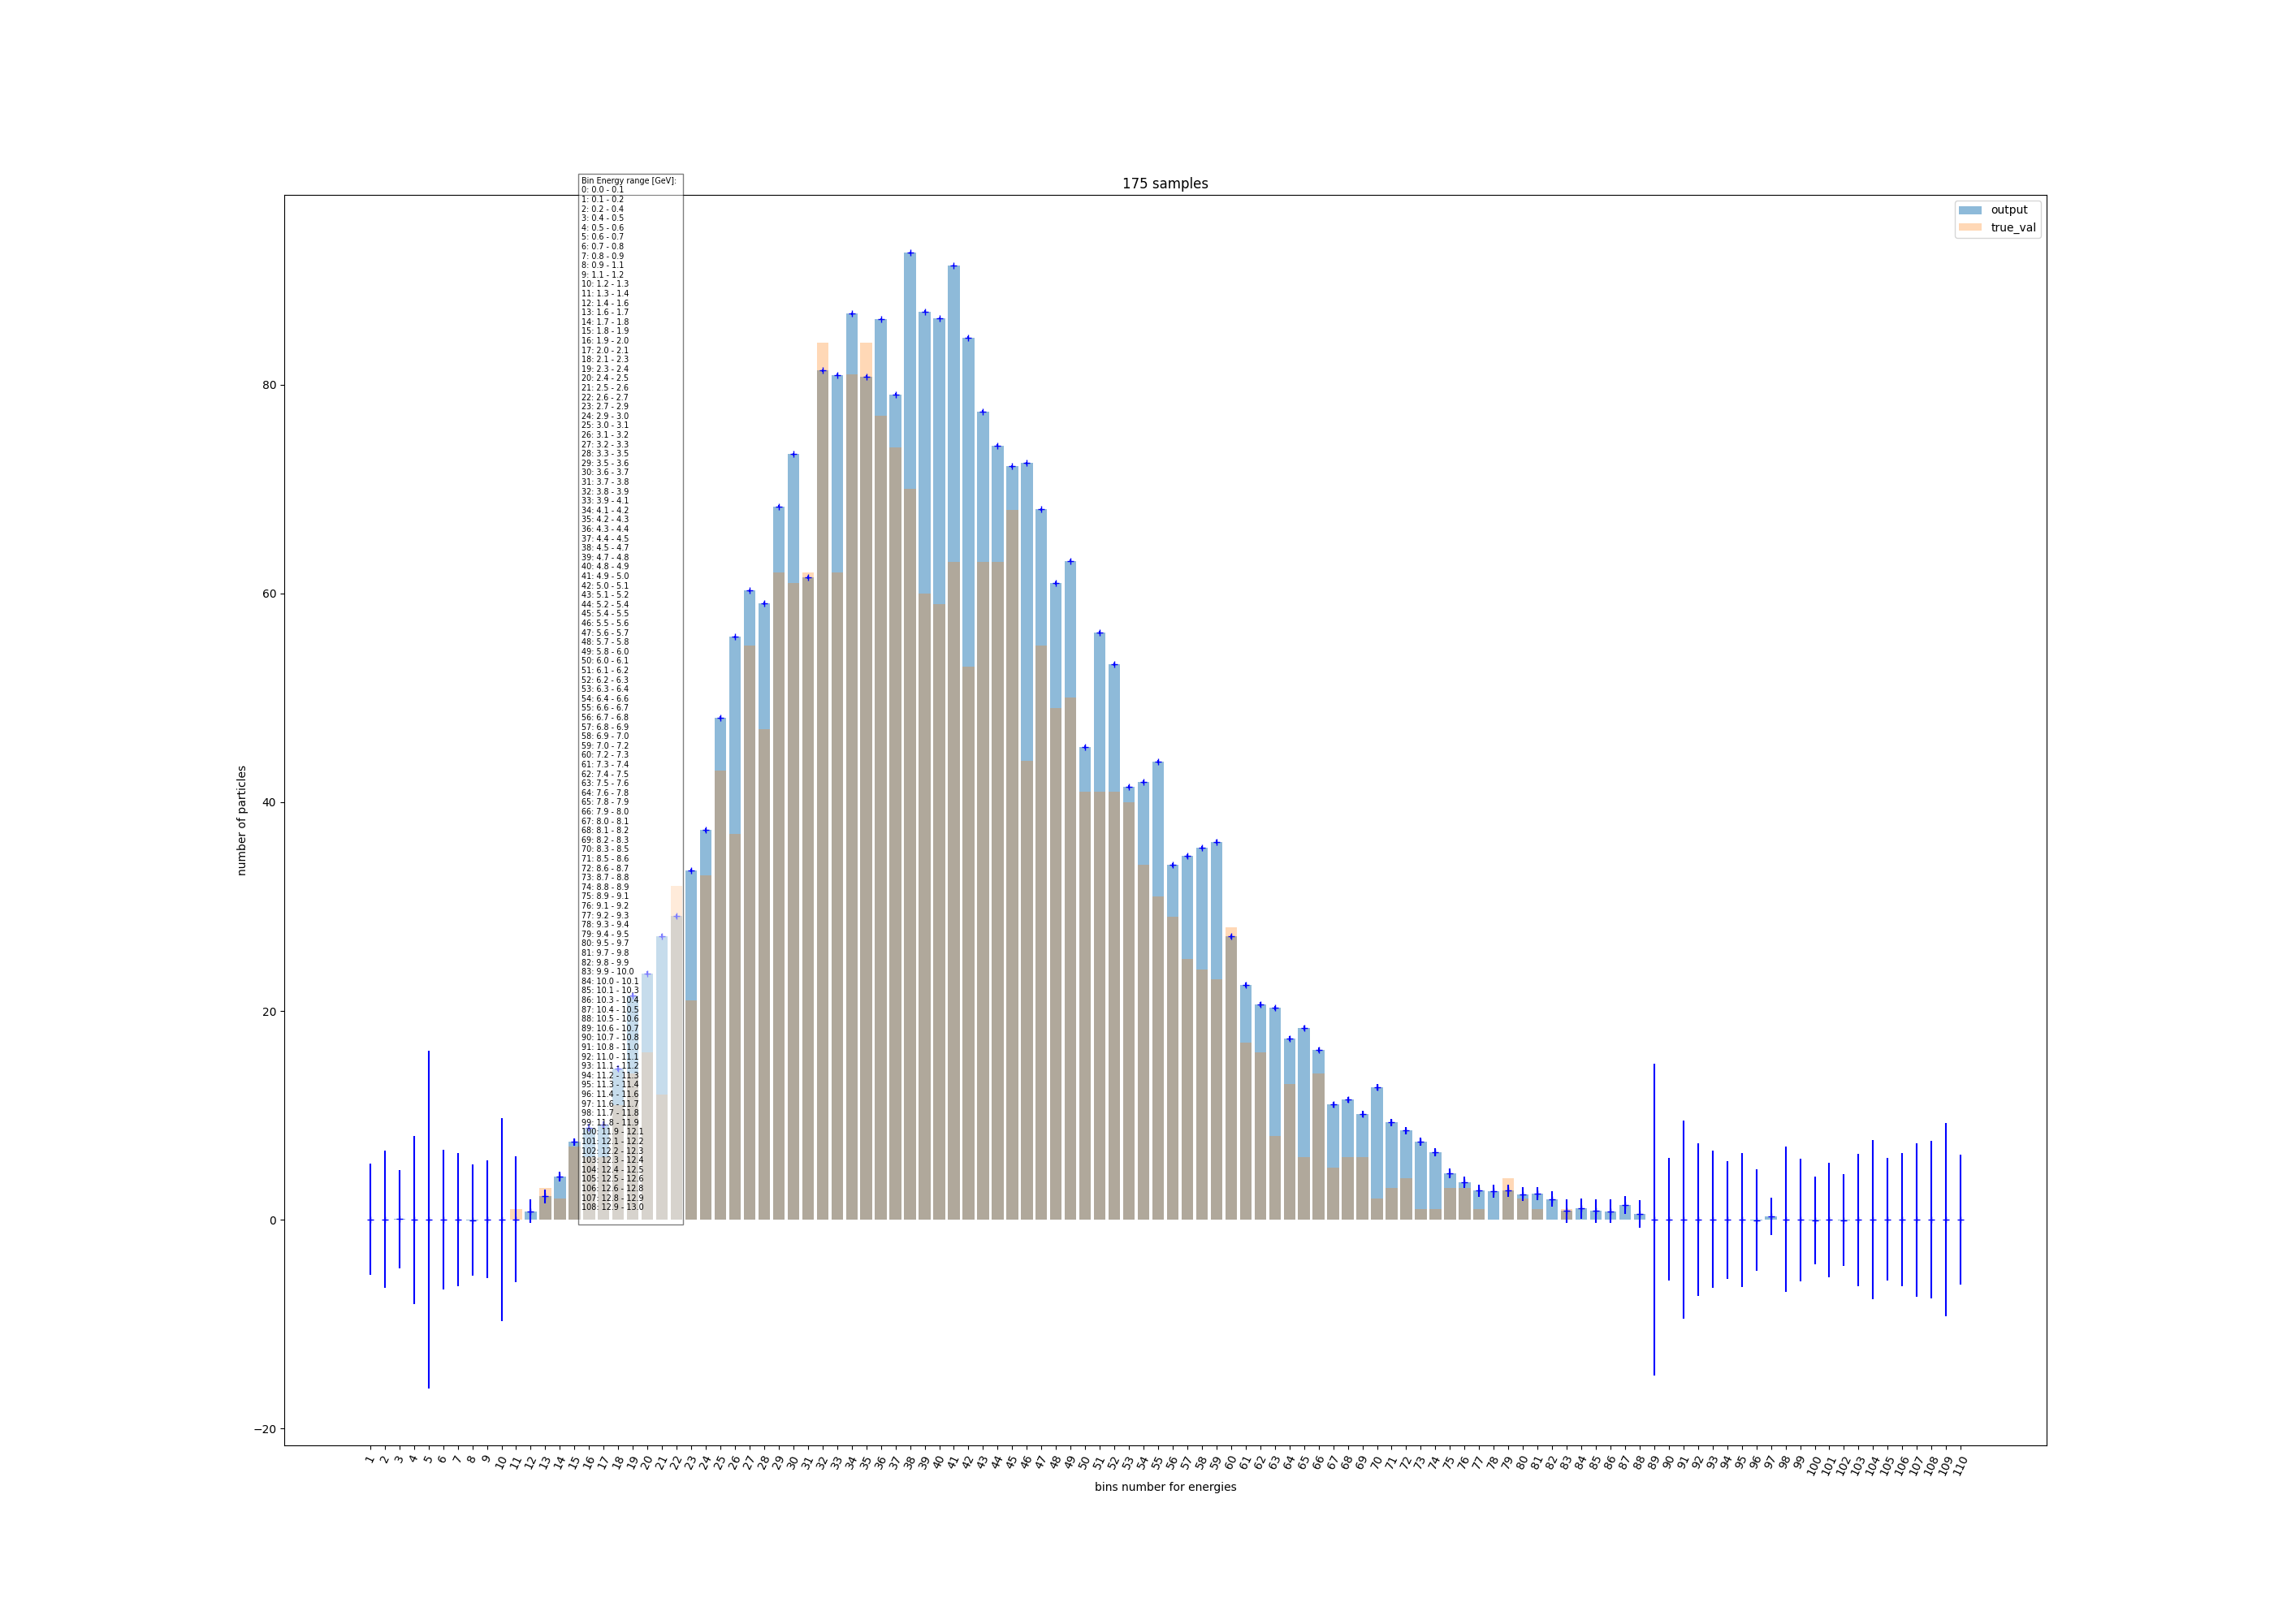 175 samples
output
true_val
Bin Energy range [GeV]:
0: 0.0 - 0.1
1: 0.1 - 0.2
2: 0.2 - 0.4
3: 0.4 - 0.5
4: 0.5 - 0.6
5: 0.6 - 0.7
6: 0.7 - 0.8
7: 0.8 - 0.9
8: 0.9 - 1.1
9: 1.1 - 1.2
10: 1.2 - 1.3
11: 1.3 - 1.4
12: 1.4 - 1.6
13: 1.6 - 1.7
14: 1.7 - 1.8
15: 1.8 - 1.9
16: 1.9 - 2.0
17: 2.0 - 2.1
18: 2.1 - 2.3
19: 2.3 - 2.4
20: 2.4 - 2.5
21: 2.5 - 2.6
22: 2.6 - 2.7
23: 2.7 - 2.9
24: 2.9 - 3.0
25: 3.0 - 3.1
26: 3.1 - 3.2
27: 3.2 - 3.3
28: 3.3 - 3.5
29: 3.5 - 3.6
30: 3.6 - 3.7
31: 3.7 - 3.8
32: 3.8 - 3.9
33: 3.9 - 4.1
34: 4.1 - 4.2
35: 4.2 - 4.3
36: 4.3 - 4.4
37: 4.4 - 4.5
38: 4.5 - 4.7
39: 4.7 - 4.8
40: 4.8 - 4.9
41: 4.9 - 5.0
42: 5.0 - 5.1
43: 5.1 - 5.2
44: 5.2 - 5.4
45: 5.4 - 5.5
46: 5.5 - 5.6
47: 5.6 - 5.7
48: 5.7 - 5.8
49: 5.8 - 6.0
50: 6.0 - 6.1
51: 6.1 - 6.2
52: 6.2 - 6.3
53: 6.3 - 6.4
54: 6.4 - 6.6
55: 6.6 - 6.7
56: 6.7 - 6.8
57: 6.8 - 6.9
58: 6.9 - 7.0
59: 7.0 - 7.2
60: 7.2 - 7.3
61: 7.3 - 7.4
62: 7.4 - 7.5
63: 7.5 - 7.6
64: 7.6 - 7.8
65: 7.8 - 7.9
66: 7.9 - 8.0
67: 8.0 - 8.1
68: 8.1 - 8.2
69: 8.2 - 8.3
70: 8.3 - 8.5
71: 8.5 - 8.6
72: 8.6 - 8.7
73: 8.7 - 8.8
74: 8.8 - 8.9
75: 8.9 - 9.1
76: 9.1 - 9.2
77: 9.2 - 9.3
78: 9.3 - 9.4
79: 9.4 - 9.5
80: 9.5 - 9.7
81: 9.7 - 9.8
82: 9.8 - 9.9
83: 9.9 - 10.0
84: 10.0 - 10.1
85: 10.1 - 10.3
86: 10.3 - 10.4
87: 10.4 - 10.5
88: 10.5 - 10.6
89: 10.6 - 10.7
90: 10.7 - 10.8
91: 10.8 - 11.0
92: 11.0 - 11.1
93: 11.1 - 11.2
94: 11.2 - 11.3
95: 11.3 - 11.4
96: 11.4 - 11.6
97: 11.6 - 11.7
98: 11.7 - 11.8
99: 11.8 - 11.9
100: 11.9 - 12.1
101: 12.1 - 12.2
102: 12.2 - 12.3
103: 12.3 - 12.4
104: 12.4 - 12.5
105: 12.5 - 12.6
106: 12.6 - 12.8
107: 12.8 - 12.9
108: 12.9 - 13.0
number of particles
80
60
40
20
0
−20
1 2 3 4 5 6 7 8 9 10 11 12 13 14 15 16 17 18 19 20 21 22 23 24 25 26 27 28 29 30 31 32 33 34 35 36 37 38 39 40 41 42 43 44 45 46 47 48 49 50 51 52 53 54 55 56 57 58 59 60 61 62 63 64 65 66 67 68 69 70 71 72 73 74 75 76 77 78 79 80 81 82 83 84 85 86 87 88 89 90 91 92 93 94 95 96 97 98 99 100 101 102 103 104 105 106 107 108 109 110
bins number for energies